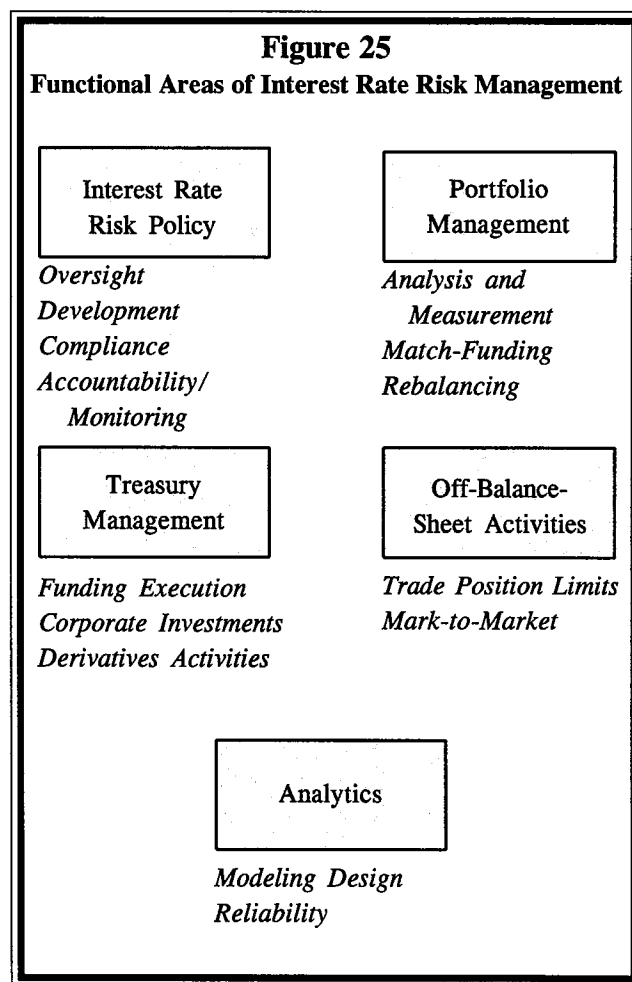 Figure 25
Functional Areas of Interest Rate Risk Management
Interest Rate
Risk Policy
Oversight
Development
Compliance
Accountability/
Monitoring
Portfolio
Management
Analysis and
Measurement
Match-Funding
Rebalancing
Treasury
Management
Funding Execution
Corporate Investments
Derivatives Activities
Off-Balance-
Sheet Activities
Trade Position Limits
Mark-to-Market
Analytics
Modeling Design
Reliability